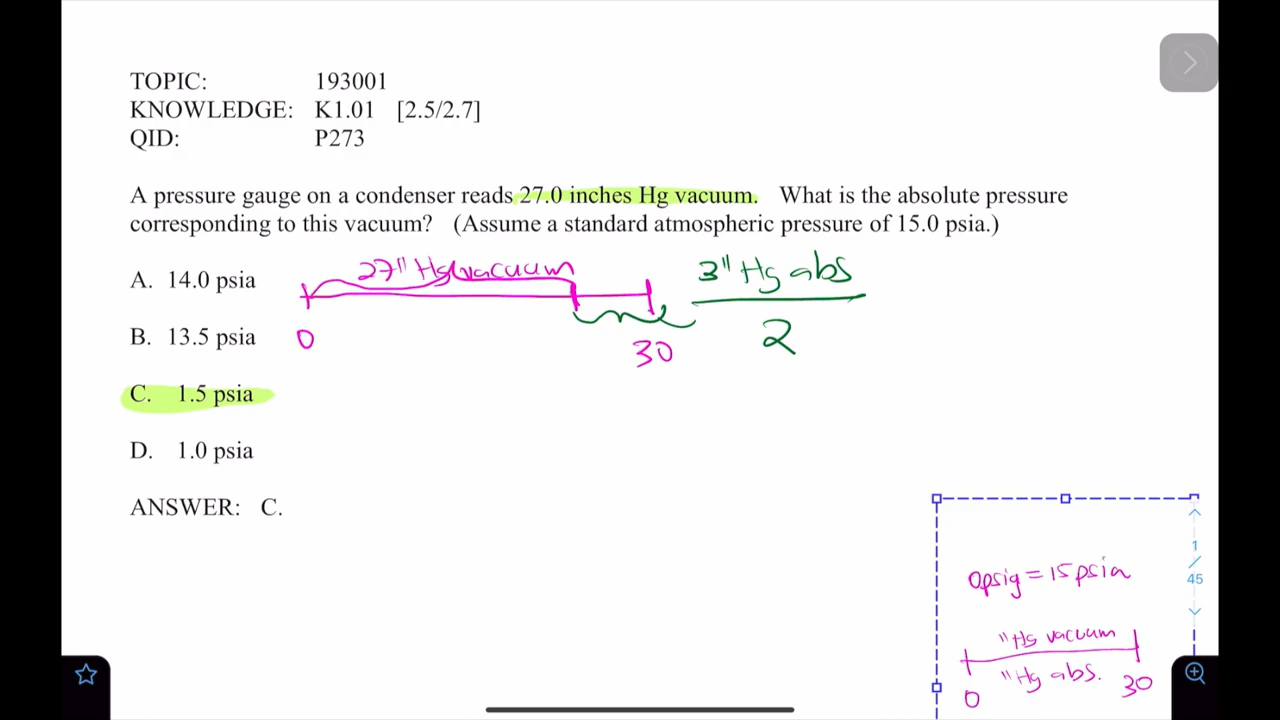 TOPIC: 193001
KNOWLEDGE: K1.01 [2.5/2.7]
QID: P273
A pressure gauge on a condenser reads 27.0 inches Hg vacuum. What is the absolute pressure
corresponding to this vacuum? (Assume a standard atmospheric pressure of 15.0 psia.)
27" Hg vacuum
3" Hg abs
2
0
30
A. 14.0 psia
B. 13.5 psia
C. 1.5 psia
D. 1.0 psia
ANSWER: C.
1
/
45
0psig = 15 psia
"Hg vacuum
"Hg abs.
0
30